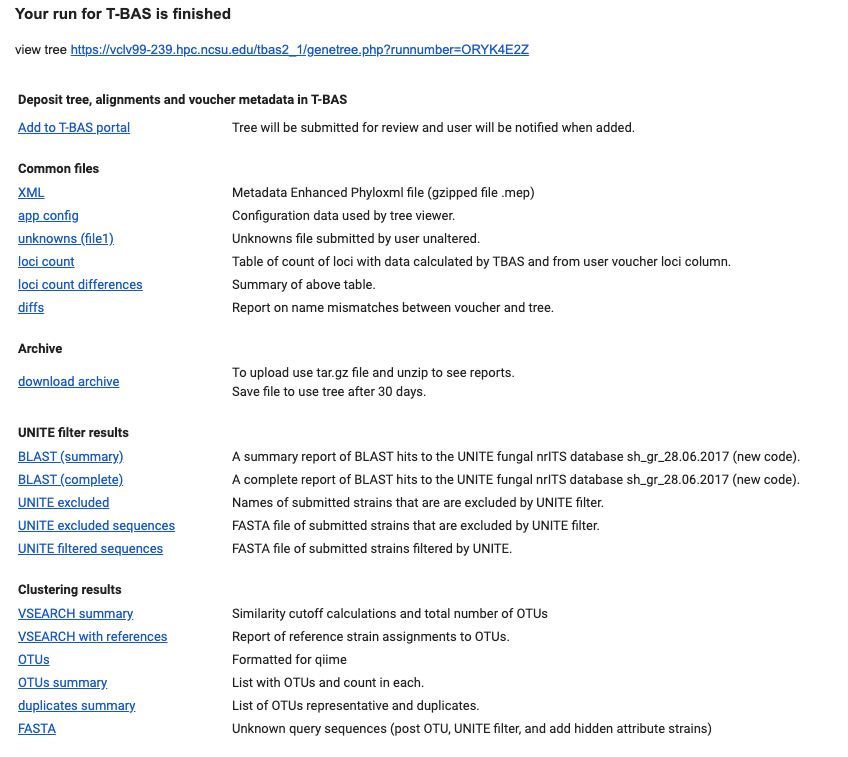 Your run for T-BAS is finished
view tree https://vclv99-239.hpc.ncsu.edu/tbas2_1/genetree.php?runnumber=ORYK4E2Z
Deposit tree, alignments and voucher metadata in T-BAS
Add to T-BAS portal Tree will be submitted for review and user will be notified when added.
Common files
XML Metadata Enhanced Phyloxml file (gzipped file .mep)
app config Configuration data used by tree viewer.
unknowns (file1) Unknowns file submitted by user unaltered.
loci count Table of count of loci with data calculated by TBAS and from user voucher loci column.
loci count differences Summary of above table.
diffs Report on name mismatches between voucher and tree.
Archive
download archive To upload use tar.gz file and unzip to see reports.
Save file to use tree after 30 days.
UNITE filter results
BLAST (summary) A summary report of BLAST hits to the UNITE fungal nrITS database sh_gr_28.06.2017 (new code).
BLAST (complete) A complete report of BLAST hits to the UNITE fungal nrITS database sh_gr_28.06.2017 (new code).
UNITE excluded Names of submitted strains that are are excluded by UNITE filter.
UNITE excluded sequences FASTA file of submitted strains that are excluded by UNITE filter.
UNITE filtered sequences FASTA file of submitted strains filtered by UNITE.
Clustering results
VSEARCH summary Similarity cutoff calculations and total number of OTUs
VSEARCH with references Report of reference strain assignments to OTUs.
OTUs Formatted for qiime
OTUs summary List with OTUs and count in each.
duplicates summary List of OTUs representative and duplicates.
FASTA Unknown query sequences (post OTU, UNITE filter, and add hidden attribute strains)